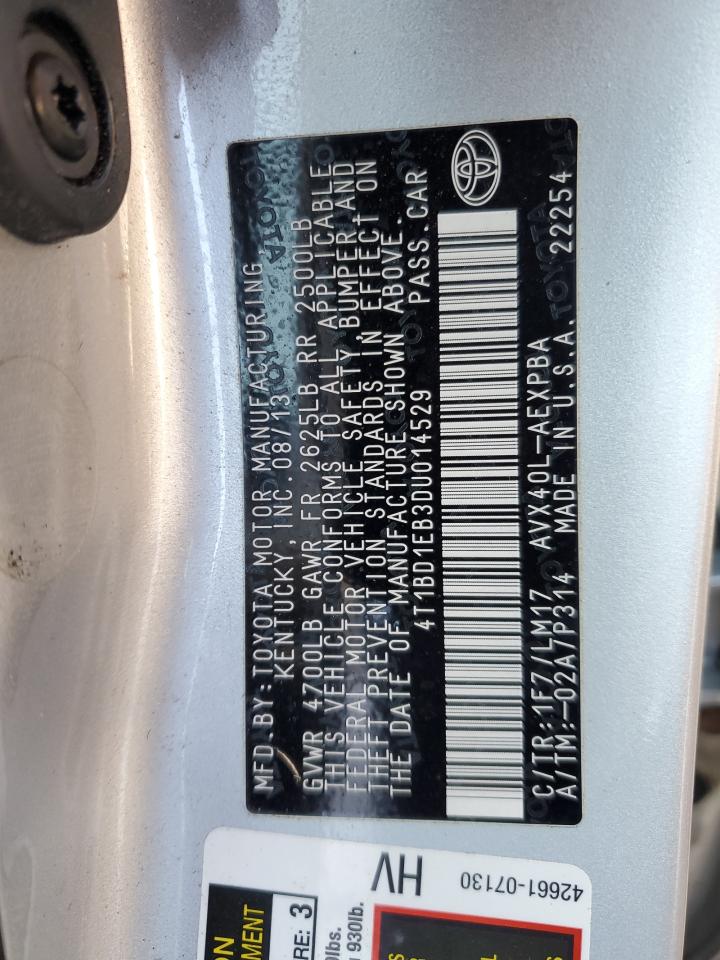 MFD.BY:TOYOTA MOTOR MANUFACTURING
KENTUCKY, INC.08/13
GVWR 4700LB GAWR FR 2625LB RR 2500LB
THIS VEHICLE CONFORMS TO ALL APPLICABLE
FEDERAL MOTOR VEHICLE SAFETY, BUMPER, AND
THEFT PREVENTION STANDARDS IN EFFECT ON
THE DATE OF MANUFACTURE SHOWN ABOVE.
4T1BD1EB3DU014529 PASS.CAR
C/TR:1F7/LM17 AVX40L-AEXPBA
A/TM:-02A/P314 MADE IN U.S.A. 22254
HV
42661-07130
3
930lb.